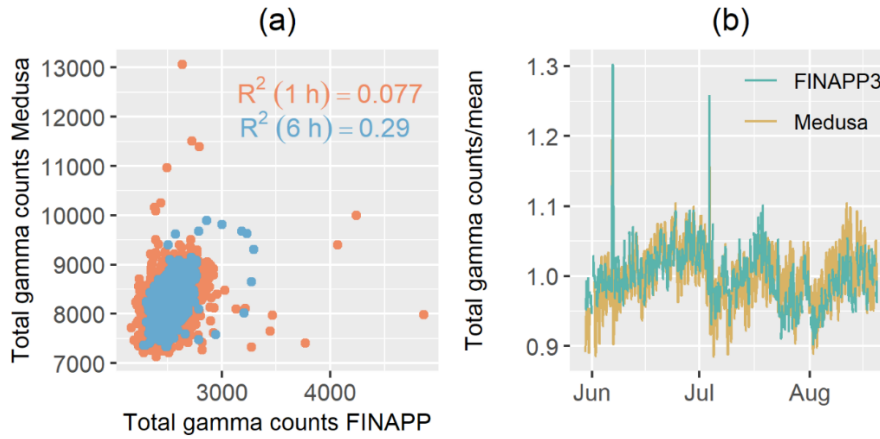 (a)
Total gamma counts Medusa
13000
12000
11000
10000
9000
8000
7000
R² (1 h) = 0.077
R² (6 h) = 0.29
3000
4000
Total gamma counts FINAPP
(b)
Total gamma counts/mean
1.3
1.2
1.1
1.0
0.9
FINAPP3
Medusa
Jun
Jul
Aug